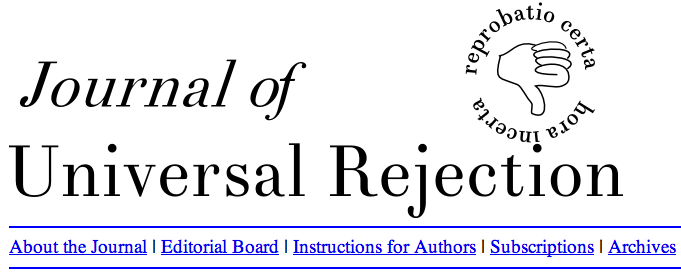 reprobatio certa
hora incerta
Journal of
Universal Rejection
About the Journal | Editorial Board | Instructions for Authors | Subscriptions | Archives